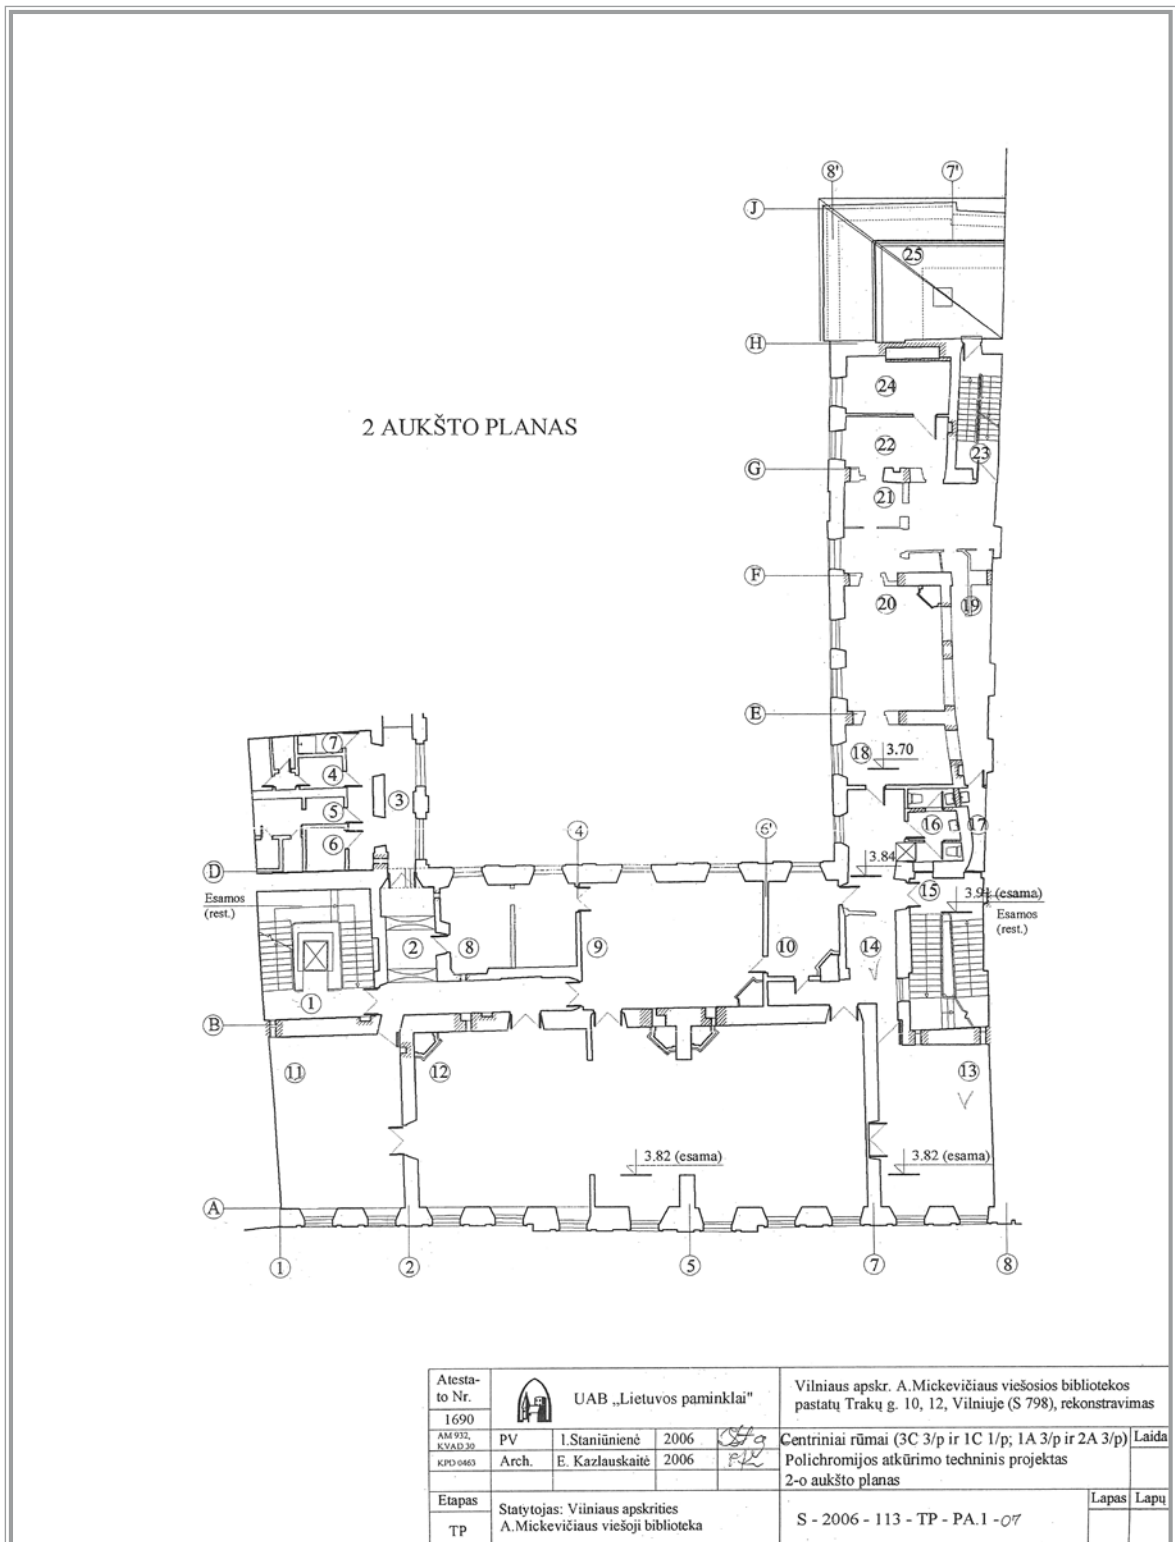 8' 7'
J
25
H
24
2 AUKŠTO PLANAS
22
23
G
21
F
20 19
E
18 3.70
7
4
3
5
6
16 17
4 6'
3.84
D
15
Esamos
(rest.)
3.91 (esama)
Esamos
(rest.)
2 8 9 10 14
1
B
11 12 13
3.82 (esama) 3.82 (esama)
A
1 2 5 7 8
Atesta-
to Nr.
1690
UAB „Lietuvos paminklai"
Vilniaus apskr. A.Mickevičiaus viešosios bibliotekos
pastatų Trakų g. 10, 12, Vilniuje (S 798), rekonstravimas
AM 932,
KVAD 30
PV I.Staniūnienė 2006
KPD 0463 Arch. E. Kazlauskaitė 2006
Centriniai rūmai (3C 3/p ir 1C 1/p; 1A 3/p ir 2A 3/p)
Polichromijos atkūrimo techninis projektas
2-o aukšto planas
Laida
Etapas
TP
Statytojas: Vilniaus apskrities
A.Mickevičiaus viešoji biblioteka
S - 2006 - 113 - TP - PA.1 - 07
Lapas Lapų